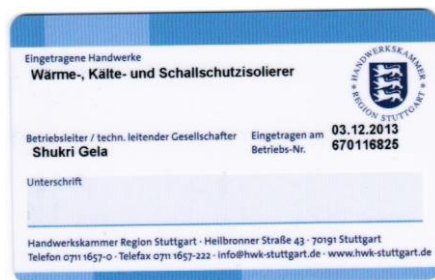 Eingetragene Handwerke
Wärme-, Kälte- und Schallschutzisolierer
HANDWERKSKAMMER REGION STUTTGART
Betriebsleiter / techn. leitender Gesellschafter Eingetragen am 03.12.2013
Shukri Gela Betriebs-Nr. 670116825
Unterschrift
Handwerkskammer Region Stuttgart · Heilbronner Straße 43 · 70191 Stuttgart
Telefon 0711 1657-0 · Telefax 0711 1657-222 · info@hwk-stuttgart.de · www.hwk-stuttgart.de